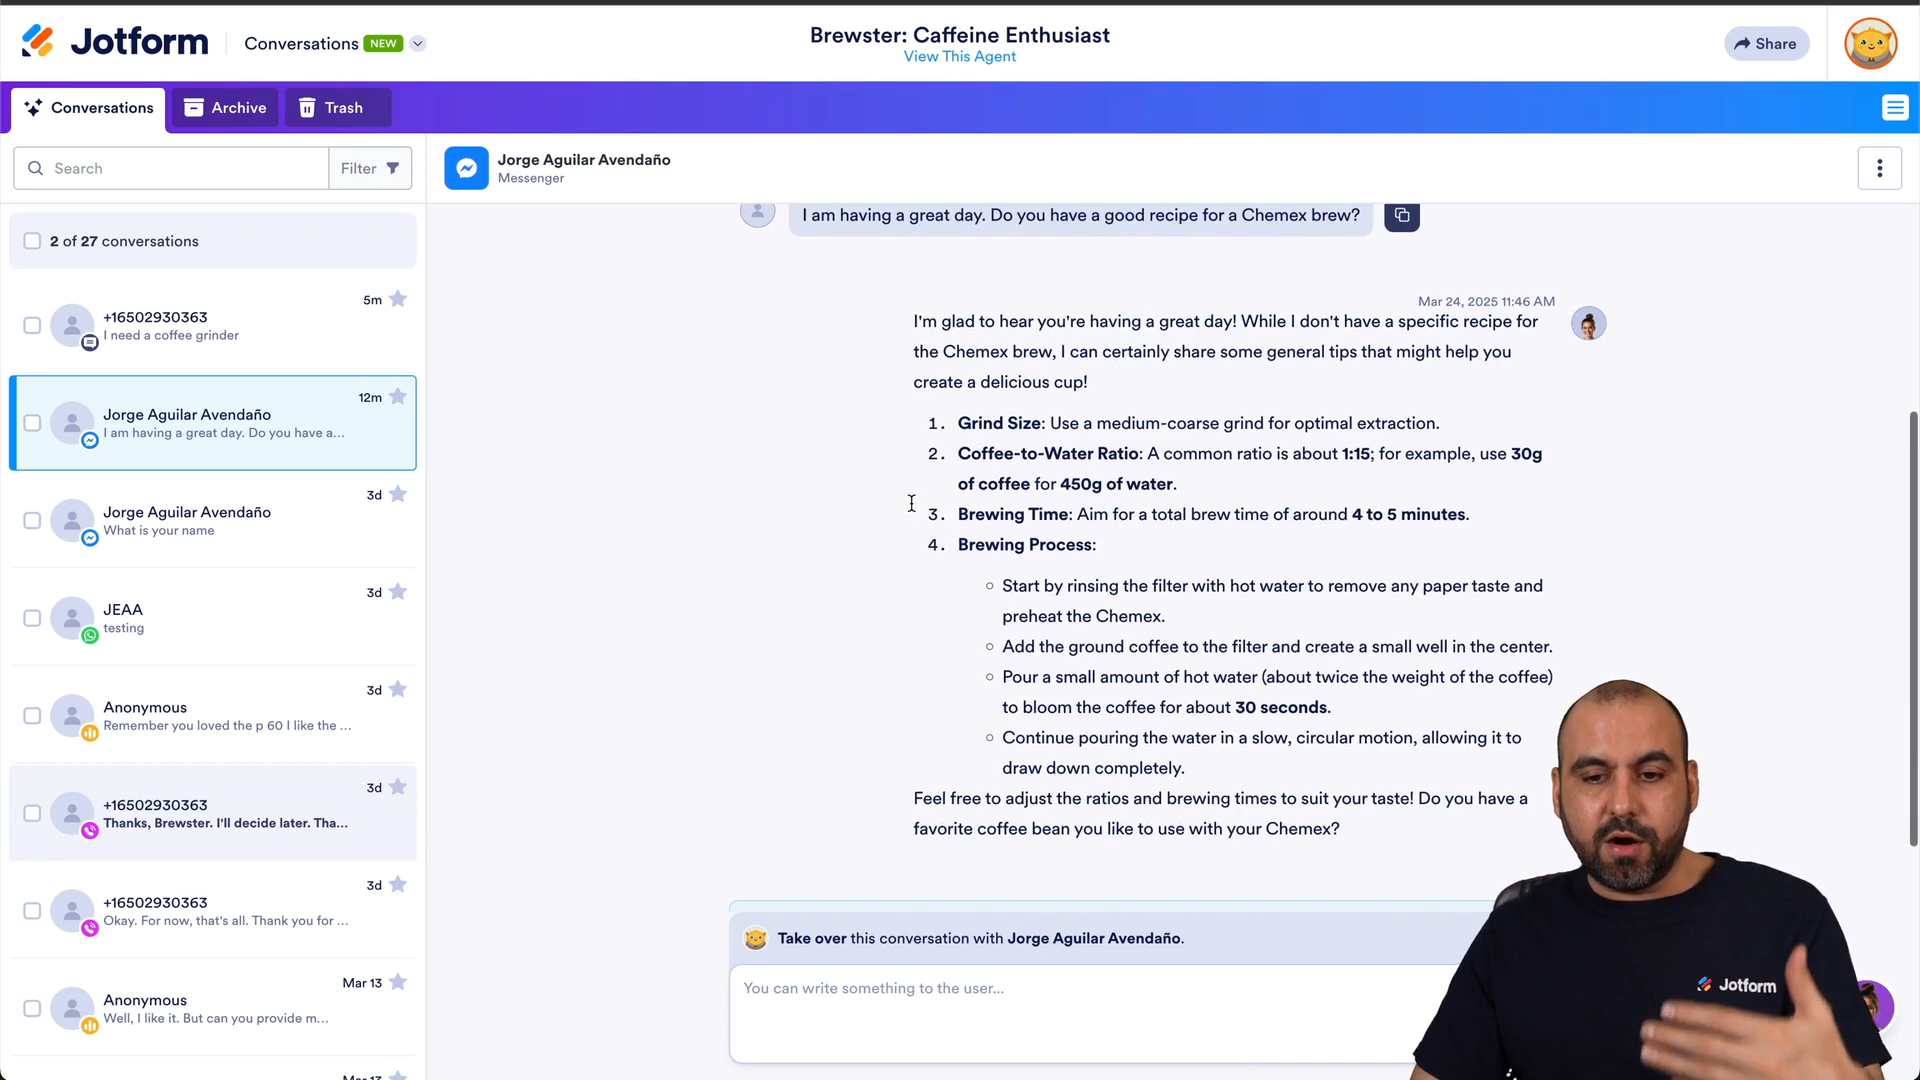 Jotform
Conversations NEW
Brewster: Caffeine Enthusiast
View This Agent
Share
Conversations
Archive
Trash
Search
Filter
Jorge Aguilar Avendaño
Messenger
2 of 27 conversations
+16502930363
5m
I need a coffee grinder
Jorge Aguilar Avendaño
12m
I am having a great day. Do you have a...
Jorge Aguilar Avendaño
3d
What is your name
JEAA
3d
testing
Anonymous
3d
Remember you loved the p 60 I like the ...
+16502930363
3d
Thanks, Brewster. I'll decide later. Tha...
+16502930363
3d
Okay. For now, that's all. Thank you for ...
Anonymous
Mar 13
Well, I like it. But can you provide m...
Mar 13
I am having a great day. Do you have a good recipe for a Chemex brew?
Mar 24, 2025 11:46 AM
I'm glad to hear you're having a great day! While I don't have a specific recipe for
the Chemex brew, I can certainly share some general tips that might help you
create a delicious cup!
1. Grind Size: Use a medium-coarse grind for optimal extraction.
2. Coffee-to-Water Ratio: A common ratio is about 1:15; for example, use 30g
of coffee for 450g of water.
3. Brewing Time: Aim for a total brew time of around 4 to 5 minutes.
4. Brewing Process:
Start by rinsing the filter with hot water to remove any paper taste and
preheat the Chemex.
Add the ground coffee to the filter and create a small well in the center.
Pour a small amount of hot water (about twice the weight of the coffee)
to bloom the coffee for about 30 seconds.
Continue pouring the water in a slow, circular motion, allowing it to
draw down completely.
Feel free to adjust the ratios and brewing times to suit your taste! Do you have a
favorite coffee bean you like to use with your Chemex?
Take over this conversation with Jorge Aguilar Avendaño.
You can write something to the user...
Jotform